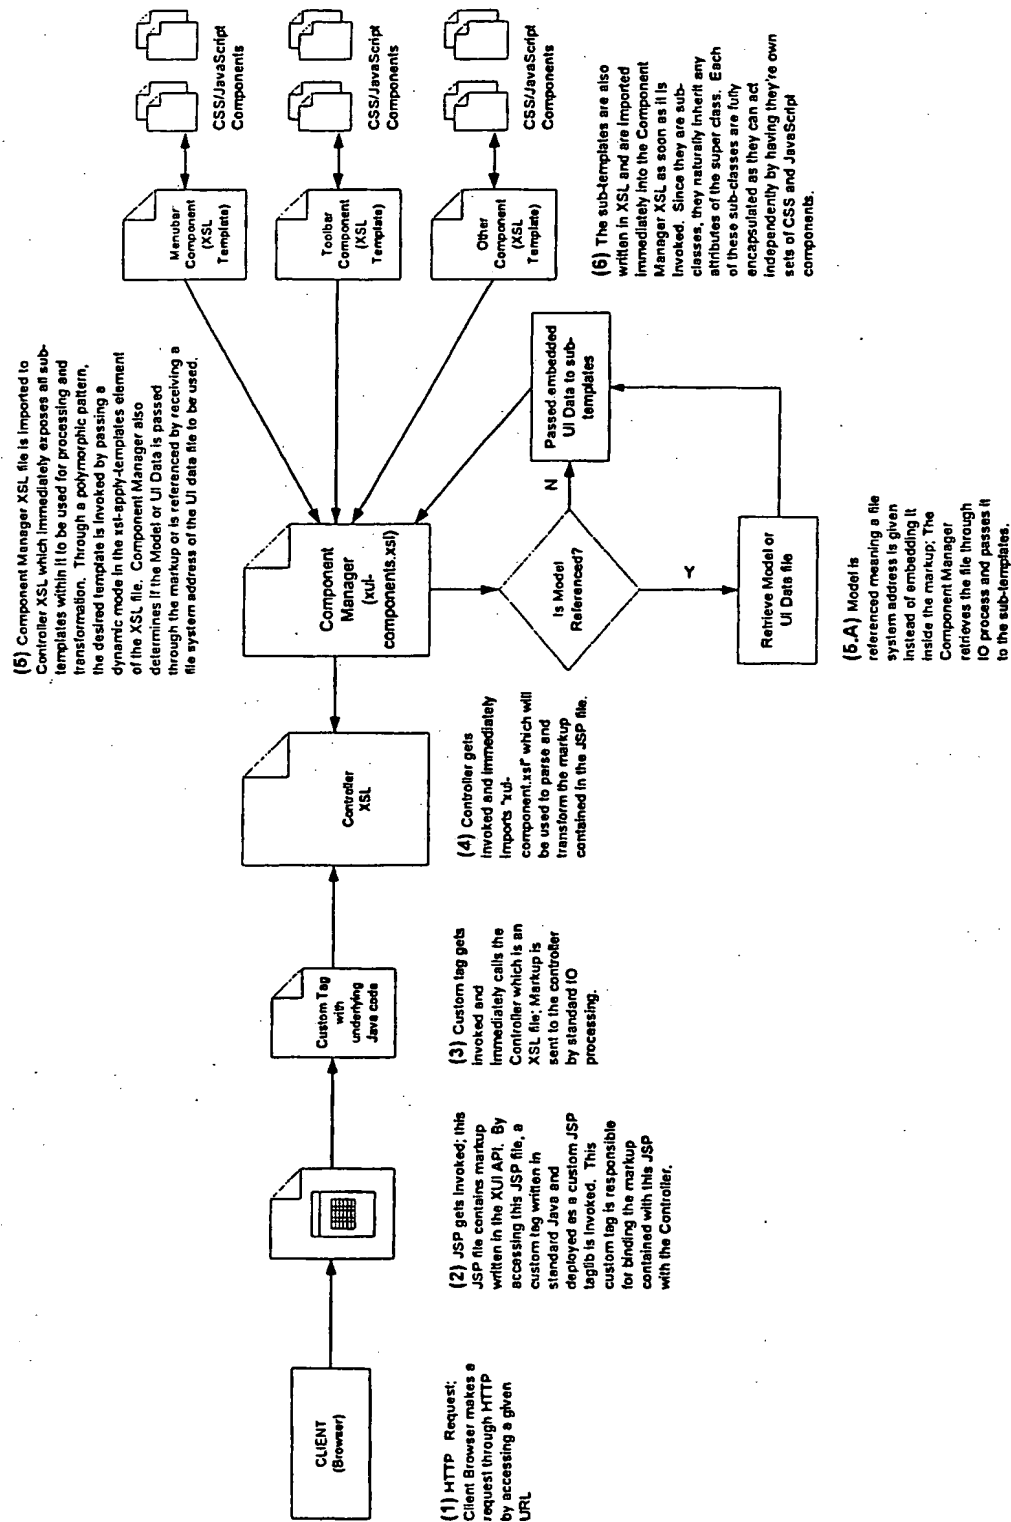 CLIENT
(Browser)
(1) HTTP Request;
Client Browser makes a
request through HTTP
by accessing a given
URL
(2) JSP gets Invoked; this
JSP file contains markup
written in the XUI API. By
accessing this JSP file, a
custom tag written in
standard Java and
deployed as a custom JSP
taglib is Invoked. This
custom tag is responsible
for binding the markup
contained with this JSP
with the Controller.
Custom Tag
with
underlying
Java code
(3) Custom tag gets
Invoked and
Immediately calls the
Controller which is an
XSL file; Markup is
sent to the controller
by standard IO
processing.
Controller
XSL
(4) Controller gets
Invoked and Immediately
Imports "xul-
component.xsl" which will
be used to parse and
transform the markup
contained in the JSP file.
(5) Component Manager XSL file is imported to
Controller XSL which immediately exposes all sub-
templates within it to be used for processing and
transformation. Through a polymorphic pattern,
the desired template is invoked by passing a
dynamic mode in the xsl-apply-templates element
of the XSL file. Component Manager also
determines if the Model or UI Data is passed
through the markup or is referenced by receiving a
file system address of the UI data file to be used.
Component
Manager
(xul-
components.xsl)
Is Model
Referenced?
N
Y
Passed embedded
UI Data to sub-
templates
Retrieve Model or
UI Data file
(5.A) Model is
referenced meaning a file
system address is given
Instead of embedding it
Inside the markup; The
Component Manager
retrieves the file through
IO process and passes it
to the sub-templates.
Menubar
Component
(XSL
Template)
CSS/JavaScript
Components
Toolbar
Component
(XSL
Template)
CSS/JavaScript
Components
Other
Component
(XSL
Template)
CSS/JavaScript
Components
(6) The sub-templates are also
written in XSL and are Imported
Immediately into the Component
Manager XSL as soon as it is
Invoked. Since they are sub-
classes, they naturally inherit any
attributes of the super class. Each
of these sub-classes are fully
encapsulated as they can act
independently by having they're own
sets of CSS and JavaScript
components.